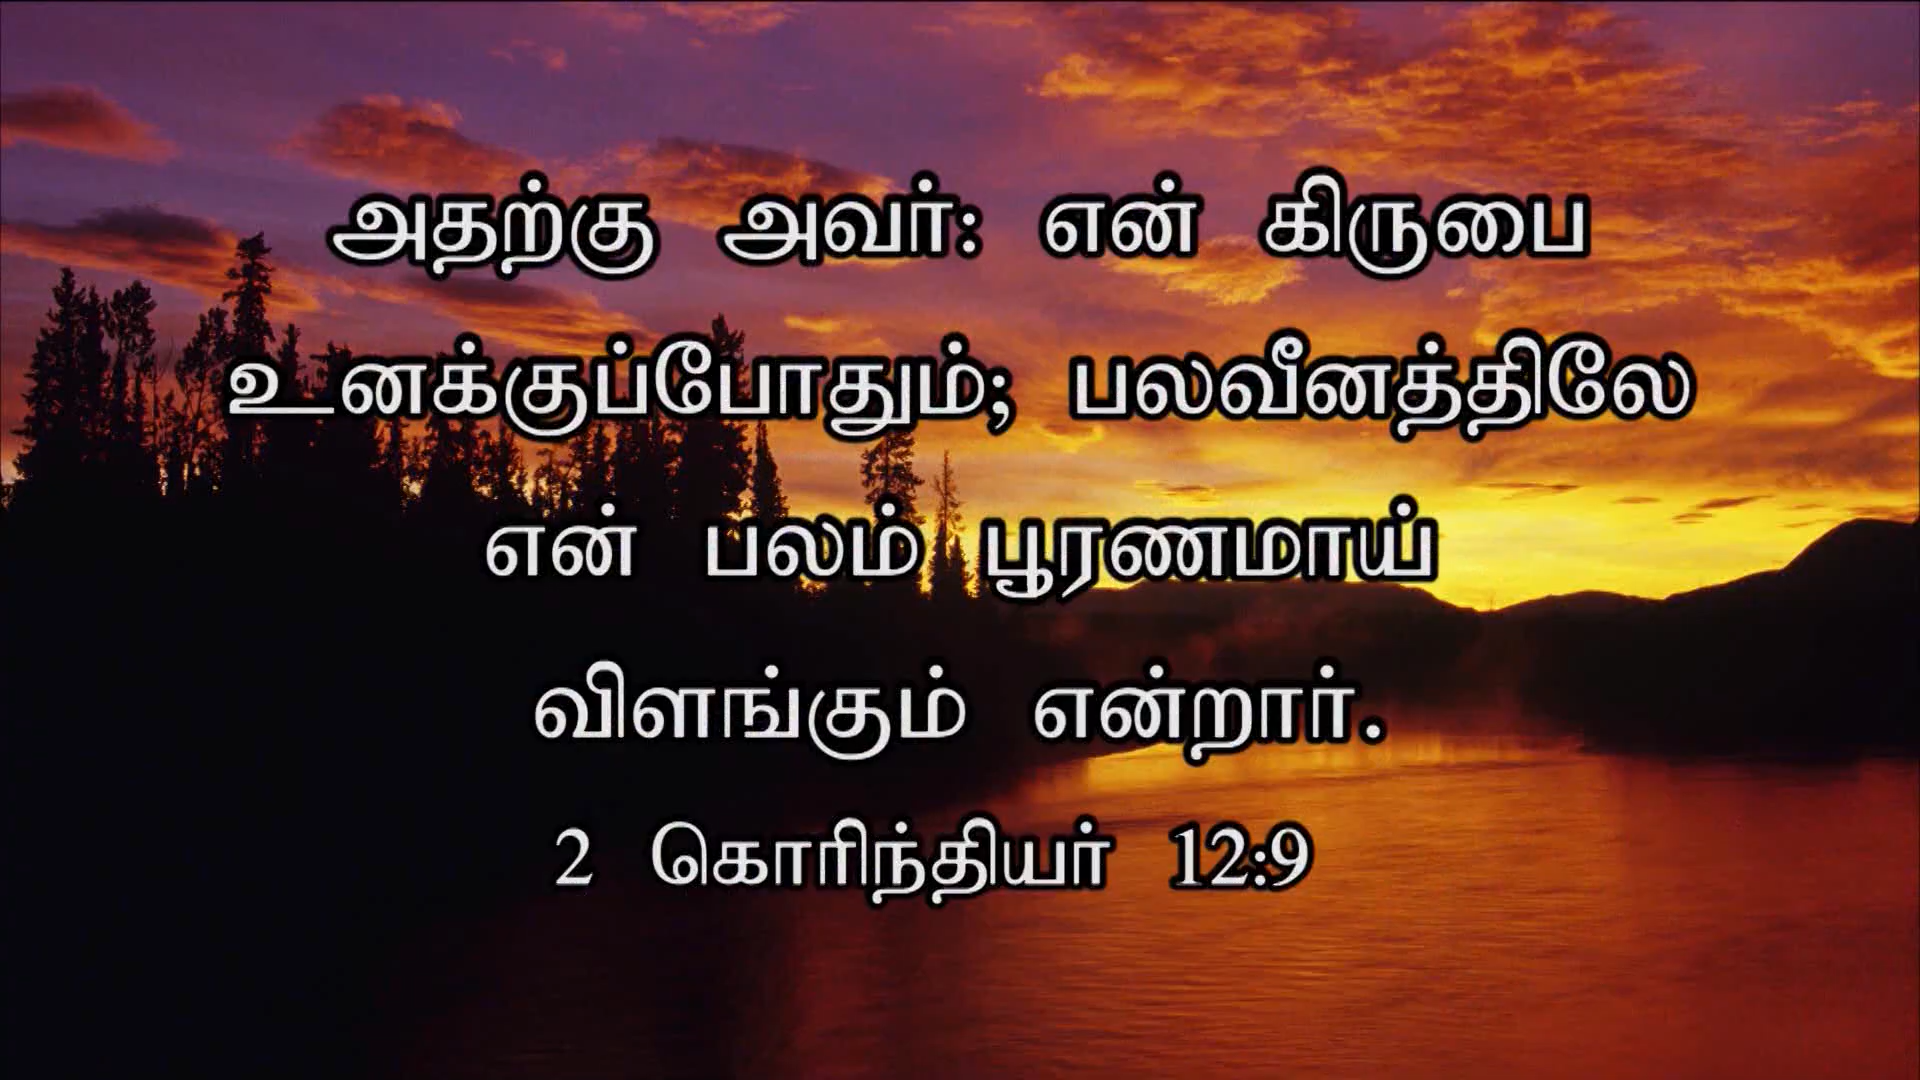 அதற்கு அவர்: என் கிருபை
உனக்குப்போதும்; பலவீனத்திலே
என் பலம் பூரணமாய்
விளங்கும் என்றார்.
2 கொரிந்தியர் 12:9